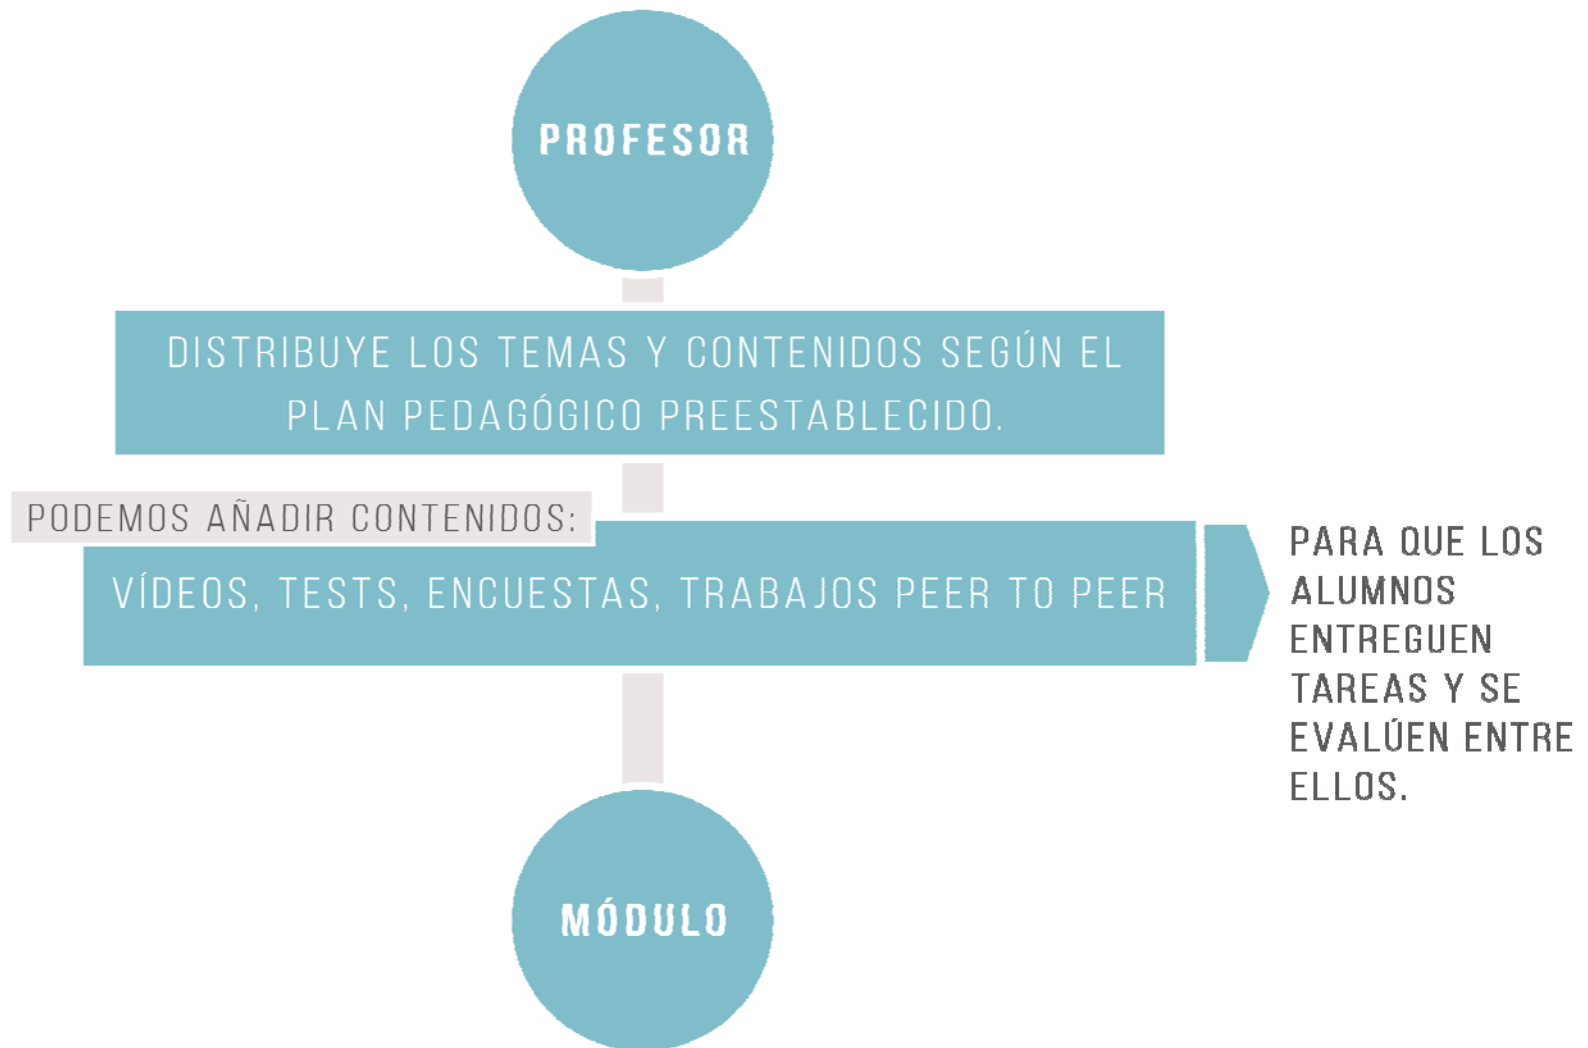 PROFESOR
DISTRIBUYE LOS TEMAS Y CONTENIDOS SEGÚN EL
PLAN PEDAGÓGICO PREESTABLECIDO.
PODEMOS AÑADIR CONTENIDOS:
VÍDEOS, TESTS, ENCUESTAS, TRABAJOS PEER TO PEER
PARA QUE LOS
ALUMNOS
ENTREGUEN
TAREAS Y SE
EVALÚEN ENTRE
ELLOS.
MÓDULO